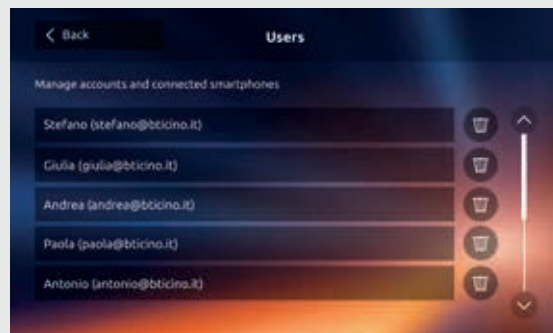 Back
Users
Manage accounts and connected smartphones
Stefano (stefano@bticino.it)
Giulia (giulia@bticino.it)
Andrea (andrea@bticino.it)
Paola (paola@bticino.it)
Antonio (antonio@bticino.it)